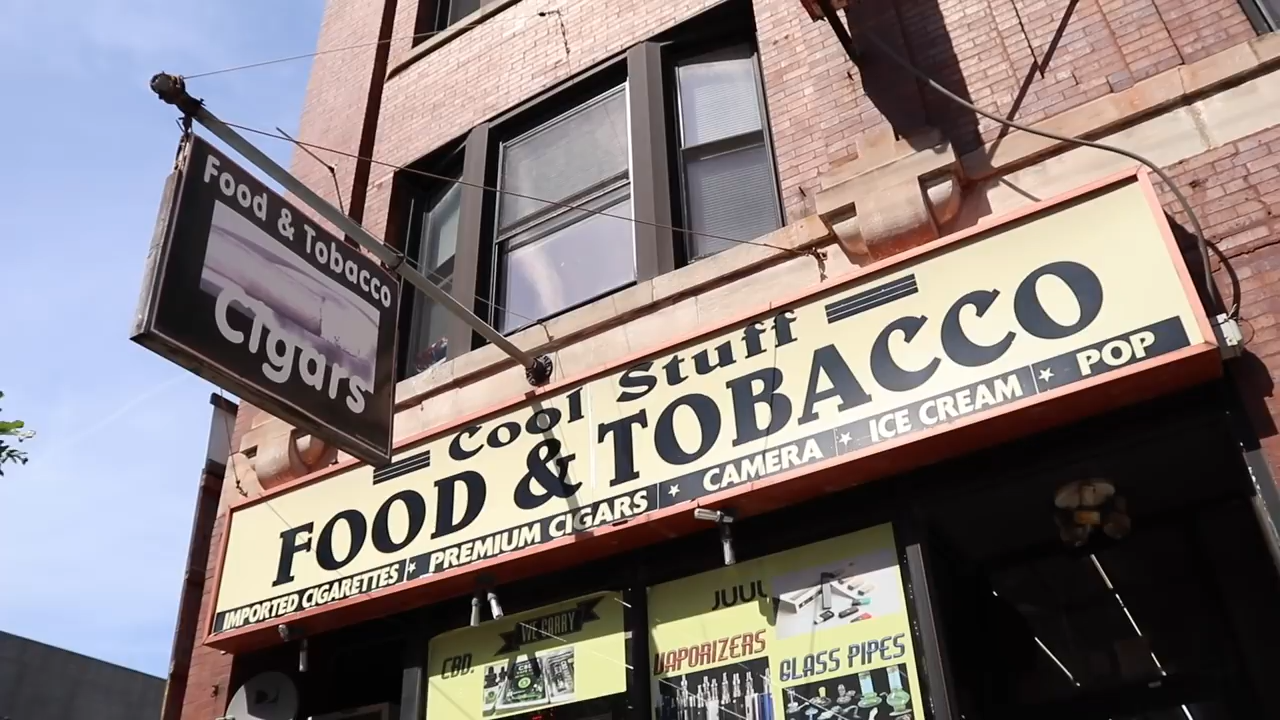 Food & Tobacco
Cigars
Cool Stuff
FOOD & TOBACCO
IMPORTED CIGARETTES ★ PREMIUM CIGARS ★ CAMERA ★ ICE CREAM ★ POP
WE CARRY
CBD.
JUUL
VAPORIZERS
GLASS PIPES